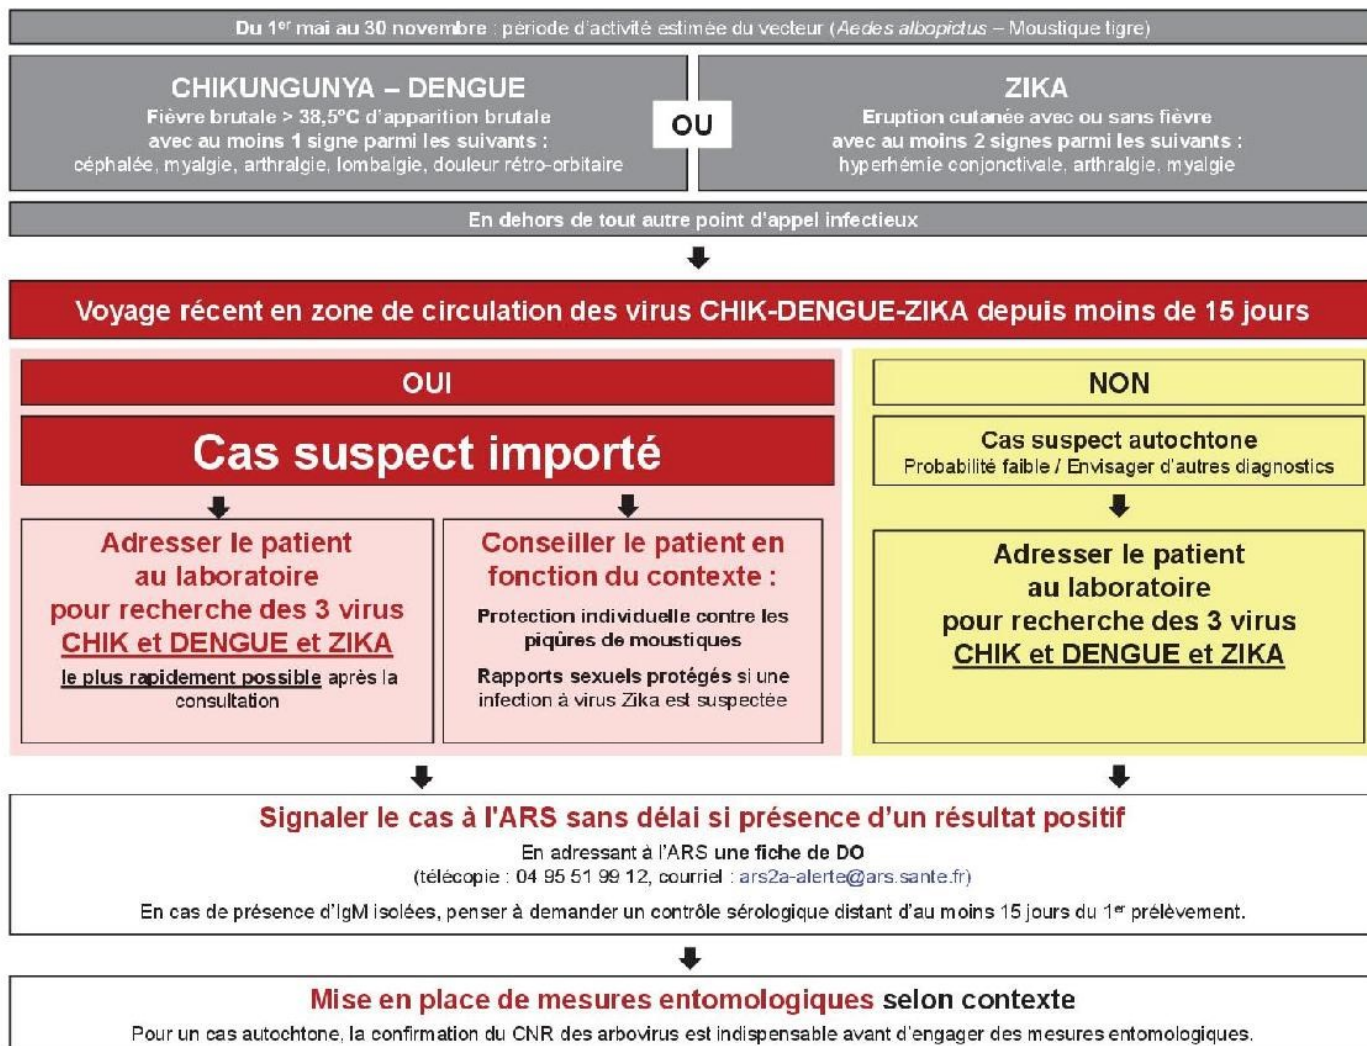 Du 1er mai au 30 novembre : période d'activité estimée du vecteur (Aedes albopictus – Moustique tigre)
CHIKUNGUNYA – DENGUE
Fièvre brutale > 38,5°C d'apparition brutale
avec au moins 1 signe parmi les suivants :
céphalée, myalgie, arthralgie, lombalgie, douleur rétro-orbitaire
OU
ZIKA
Eruption cutanée avec ou sans fièvre
avec au moins 2 signes parmi les suivants :
hyperhémie conjonctivale, arthralgie, myalgie
En dehors de tout autre point d'appel infectieux
Voyage récent en zone de circulation des virus CHIK-DENGUE-ZIKA depuis moins de 15 jours
OUI
Cas suspect importé
Adresser le patient
au laboratoire
pour recherche des 3 virus
CHIK et DENGUE et ZIKA
le plus rapidement possible après la
consultation
Conseiller le patient en
fonction du contexte :
Protection individuelle contre les
piqûres de moustiques
Rapports sexuels protégés si une
infection à virus Zika est suspectée
NON
Cas suspect autochtone
Probabilité faible / Envisager d'autres diagnostics
Adresser le patient
au laboratoire
pour recherche des 3 virus
CHIK et DENGUE et ZIKA
Signaler le cas à l'ARS sans délai si présence d'un résultat positif
En adressant à l'ARS une fiche de DO
(télécopie : 04 95 51 99 12, courriel : ars2a-alerte@ars.sante.fr)
En cas de présence d'IgM isolées, penser à demander un contrôle sérologique distant d'au moins 15 jours du 1er prélèvement.
Mise en place de mesures entomologiques selon contexte
Pour un cas autochtone, la confirmation du CNR des arbovirus est indispensable avant d'engager des mesures entomologiques.